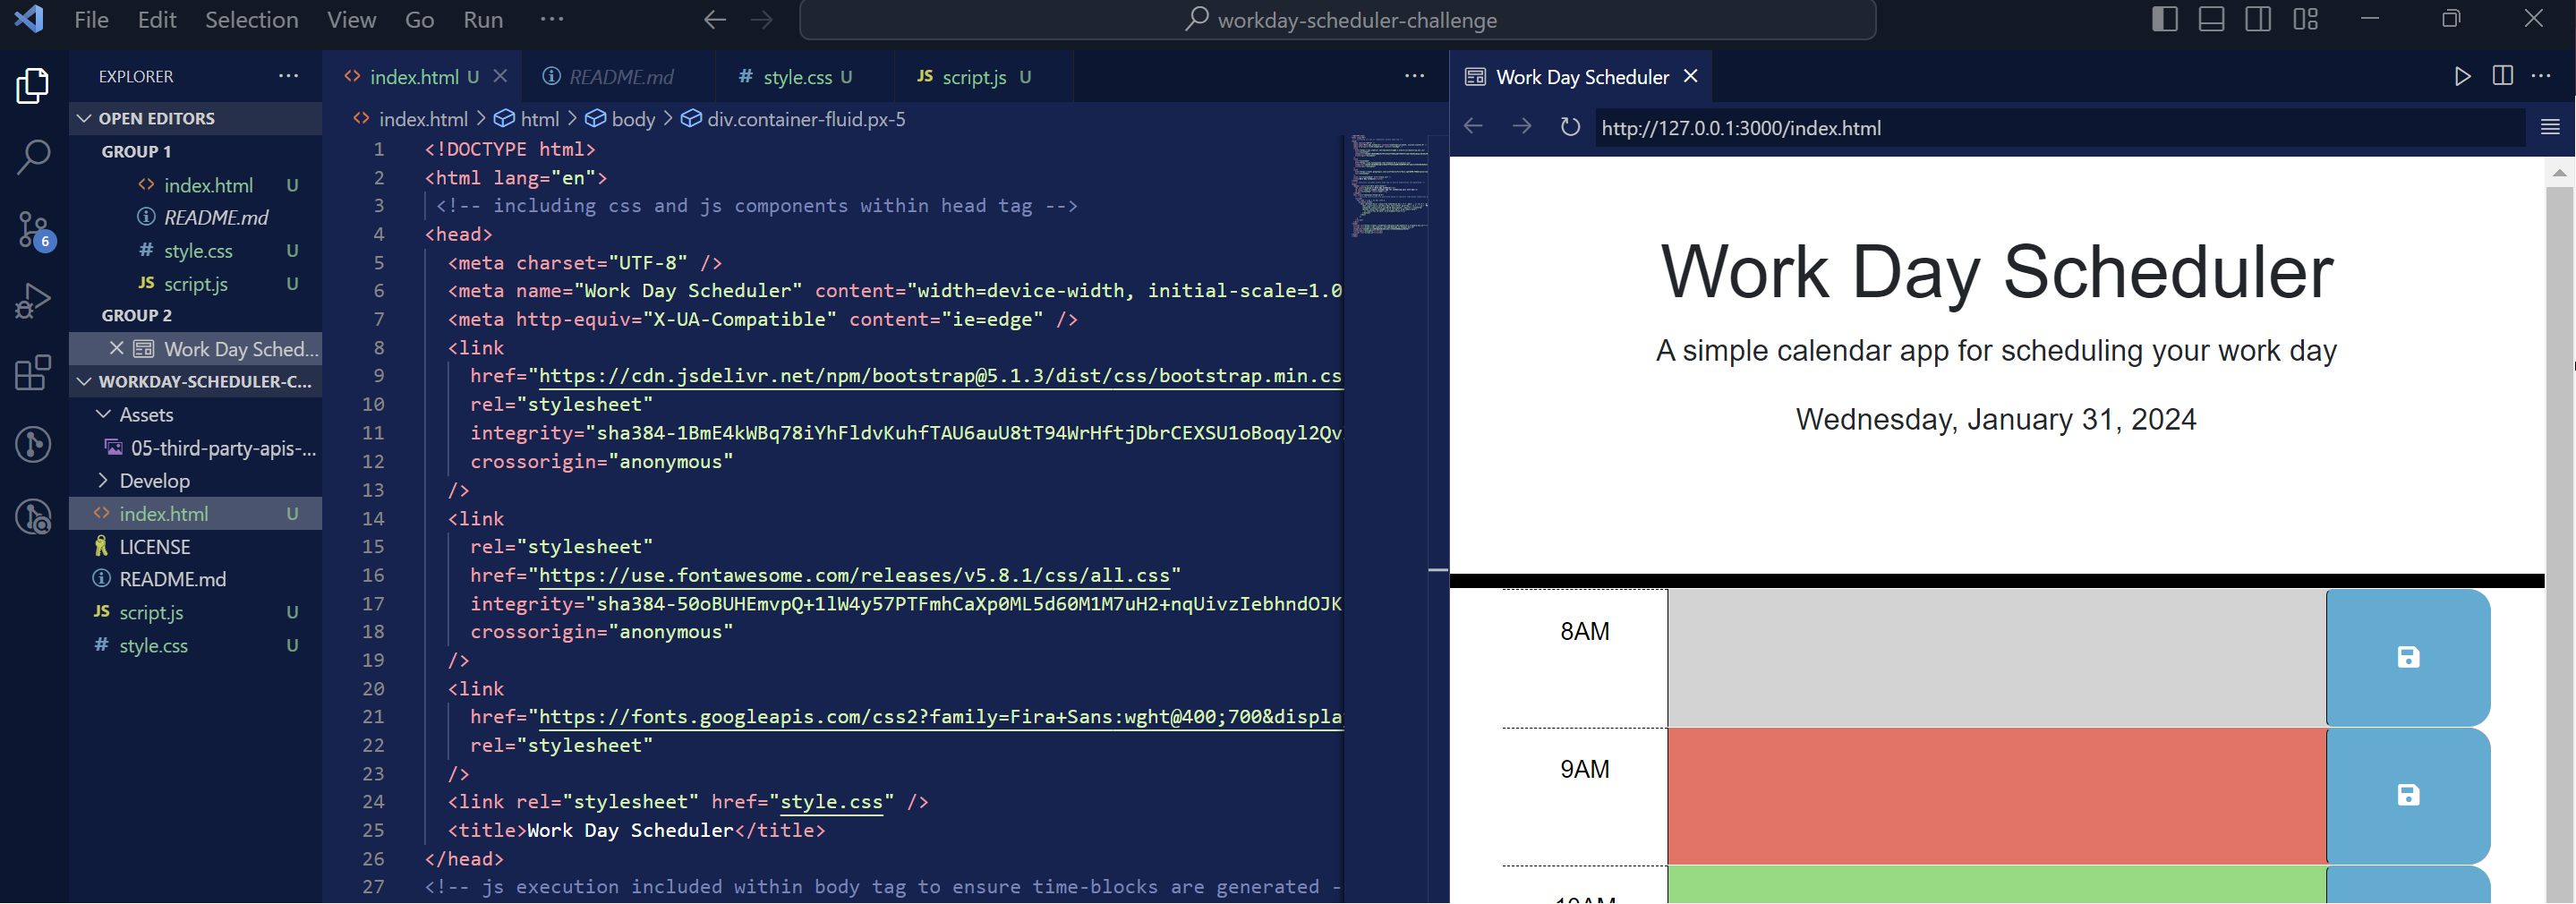 File Edit Selection View Go Run ···
workday-scheduler-challenge
EXPLORER ···
OPEN EDITORS
GROUP 1
index.html U
README.md
style.css U
script.js U
GROUP 2
Work Day Sched...
WORKDAY-SCHEDULER-C...
Assets
05-third-party-apis-...
Develop
index.html U
LICENSE
README.md
script.js U
style.css U
6
index.html U
README.md
style.css U
script.js U
index.html > html > body > div.container-fluid.px-5
1 <!DOCTYPE html>
2 <html lang="en">
3 <!-- including css and js components within head tag -->
4 <head>
5 <meta charset="UTF-8" />
6 <meta name="Work Day Scheduler" content="width=device-width, initial-scale=1.0
7 <meta http-equiv="X-UA-Compatible" content="ie=edge" />
8 <link
9 href="https://cdn.jsdelivr.net/npm/bootstrap@5.1.3/dist/css/bootstrap.min.cs
10 rel="stylesheet"
11 integrity="sha384-1BmE4kWBq78iYhFldvKuhfTAU6auU8tT94WrHftjDbrCEXSU1oBoqyl2Qv
12 crossorigin="anonymous"
13 />
14 <link
15 rel="stylesheet"
16 href="https://use.fontawesome.com/releases/v5.8.1/css/all.css"
17 integrity="sha384-50oBUHEmvpQ+1lW4y57PTFmhCaXp0ML5d60M1M7uH2+nqUivzIebhndOJK
18 crossorigin="anonymous"
19 />
20 <link
21 href="https://fonts.googleapis.com/css2?family=Fira+Sans:wght@400;700&displa
22 rel="stylesheet"
23 />
24 <link rel="stylesheet" href="style.css" />
25 <title>Work Day Scheduler</title>
26 </head>
27 <!-- js execution included within body tag to ensure time-blocks are generated -
Work Day Scheduler
http://127.0.0.1:3000/index.html
Work Day Scheduler
A simple calendar app for scheduling your work day
Wednesday, January 31, 2024
8AM
9AM
10AM